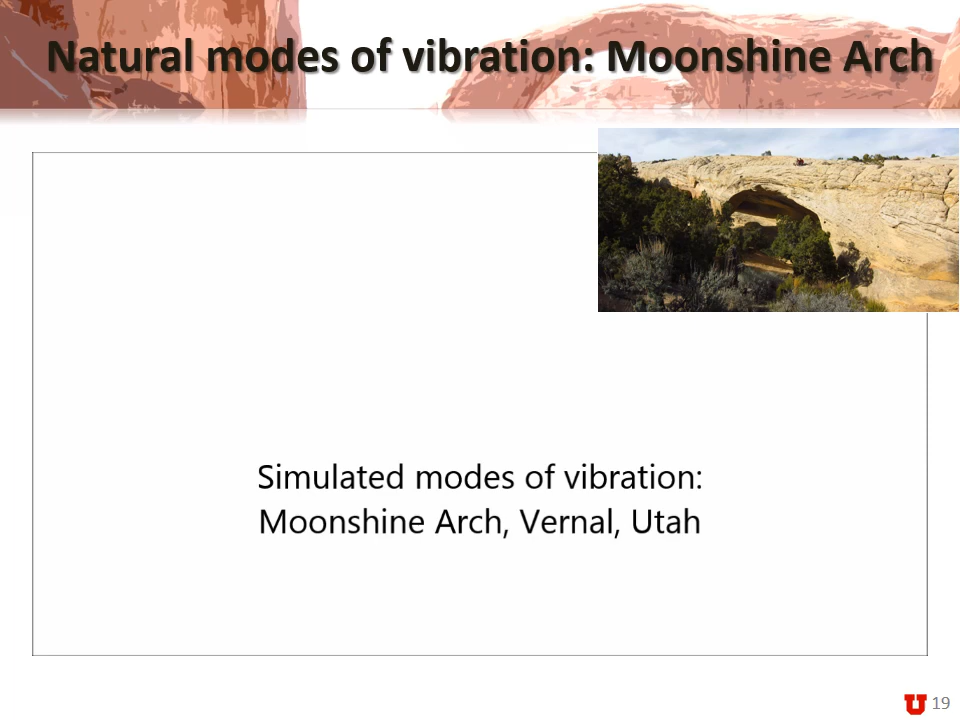 Natural modes of vibration: Moonshine Arch
Simulated modes of vibration:
Moonshine Arch, Vernal, Utah
U 19